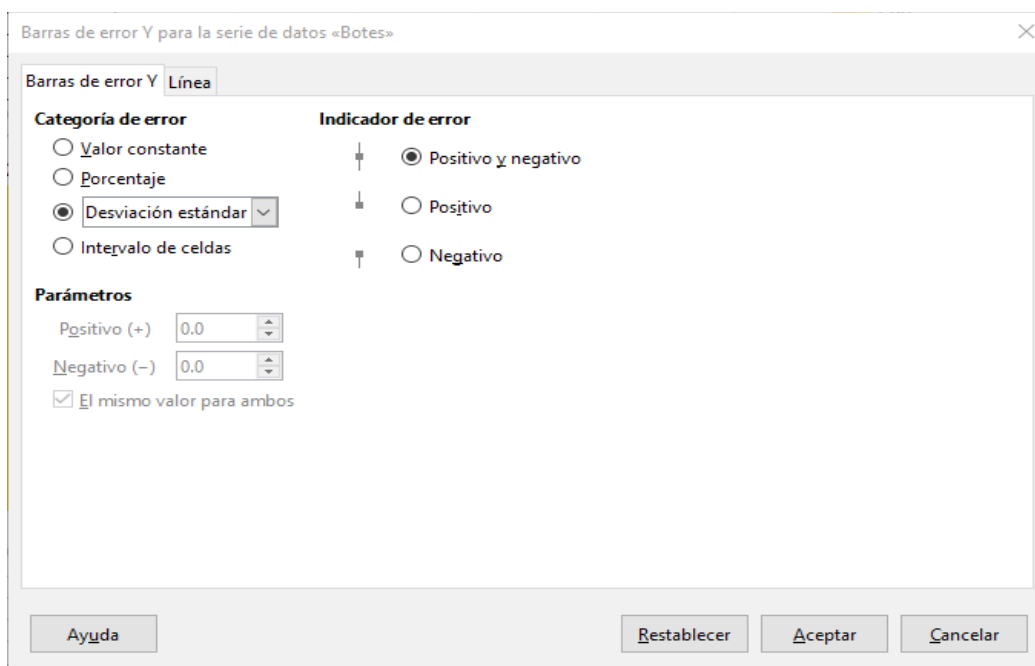 Barras de error Y para la serie de datos «Botes»
Barras de error Y Línea
Categoría de error
Valor constante
Porcentaje
Desviación estándar
Intervalo de celdas
Indicador de error
Positivo y negativo
Positivo
Negativo
Parámetros
Positivo (+) 0.0
Negativo (−) 0.0
El mismo valor para ambos
Ayuda Restablecer Aceptar Cancelar